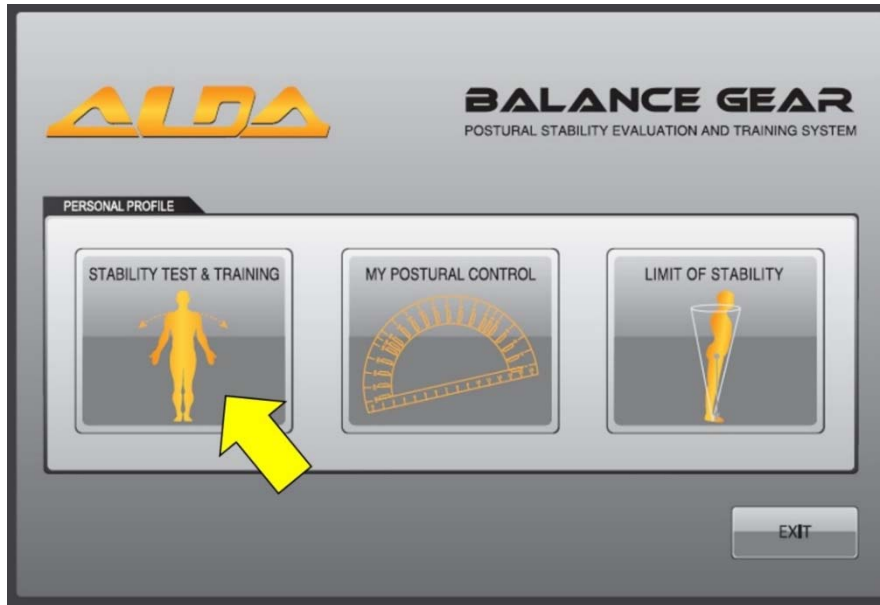 ALDA
BALANCE GEAR
POSTURAL STABILITY EVALUATION AND TRAINING SYSTEM
PERSONAL PROFILE
STABILITY TEST & TRAINING
MY POSTURAL CONTROL
LIMIT OF STABILITY
EXIT